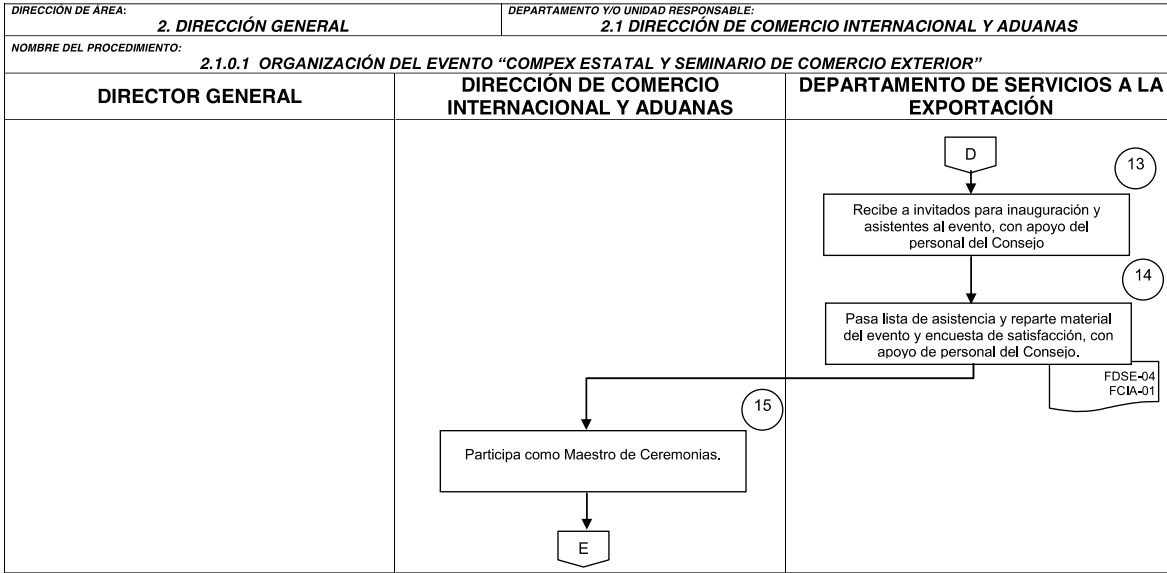 DIRECCIÓN DE ÁREA:
2. DIRECCIÓN GENERAL
DEPARTAMENTO Y/O UNIDAD RESPONSABLE:
2.1 DIRECCIÓN DE COMERCIO INTERNACIONAL Y ADUANAS
NOMBRE DEL PROCEDIMIENTO:
2.1.0.1 ORGANIZACIÓN DEL EVENTO “COMPEX ESTATAL Y SEMINARIO DE COMERCIO EXTERIOR”
DIRECTOR GENERAL
DIRECCIÓN DE COMERCIO
INTERNACIONAL Y ADUANAS
DEPARTAMENTO DE SERVICIOS A LA
EXPORTACIÓN
D
13
Recibe a invitados para inauguración y
asistentes al evento, con apoyo del
personal del Consejo
14
Pasa lista de asistencia y reparte material
del evento y encuesta de satisfacción, con
apoyo de personal del Consejo.
FDSE-04
FCIA-01
15
Participa como Maestro de Ceremonias.
E